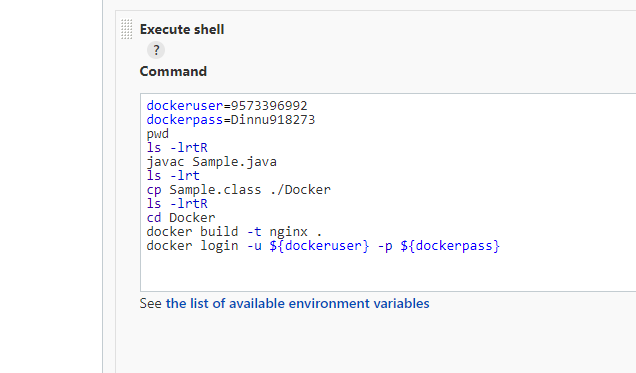 Execute shell
?
Command
dockeruser=9573396992
dockerpass=Dinnu918273
pwd
ls -lrtR
javac Sample.java
ls -lrt
cp Sample.class ./Docker
ls -lrtR
cd Docker
docker build -t nginx .
docker login -u ${dockeruser} -p ${dockerpass}
See the list of available environment variables